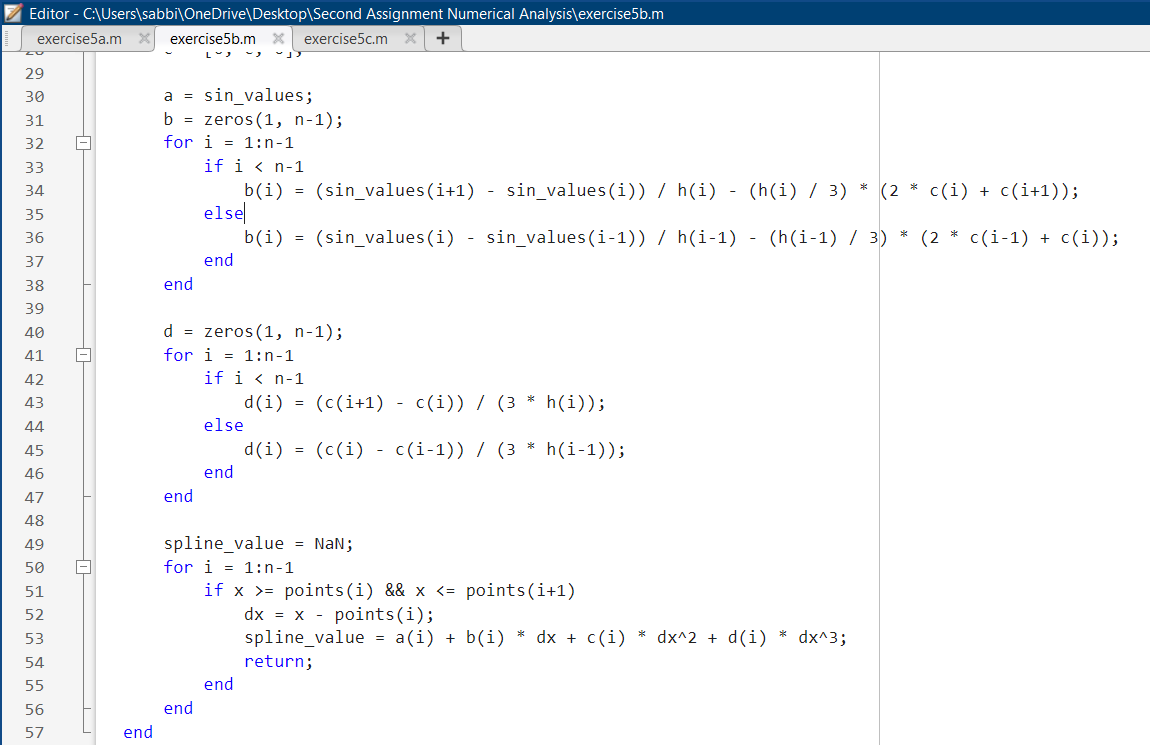 Editor - C:\Users\sabbi\OneDrive\Desktop\Second Assignment Numerical Analysis\exercise5b.m
exercise5a.m × exercise5b.m × exercise5c.m × +
29
30 a = sin_values;
31 b = zeros(1, n-1);
32 for i = 1:n-1
33 if i < n-1
34 b(i) = (sin_values(i+1) - sin_values(i)) / h(i) - (h(i) / 3) * (2 * c(i) + c(i+1));
35 else
36 b(i) = (sin_values(i) - sin_values(i-1)) / h(i-1) - (h(i-1) / 3) * (2 * c(i-1) + c(i));
37 end
38 end
39
40 d = zeros(1, n-1);
41 for i = 1:n-1
42 if i < n-1
43 d(i) = (c(i+1) - c(i)) / (3 * h(i));
44 else
45 d(i) = (c(i) - c(i-1)) / (3 * h(i-1));
46 end
47 end
48
49 spline_value = NaN;
50 for i = 1:n-1
51 if x >= points(i) && x <= points(i+1)
52 dx = x - points(i);
53 spline_value = a(i) + b(i) * dx + c(i) * dx^2 + d(i) * dx^3;
54 return;
55 end
56 end
57 end